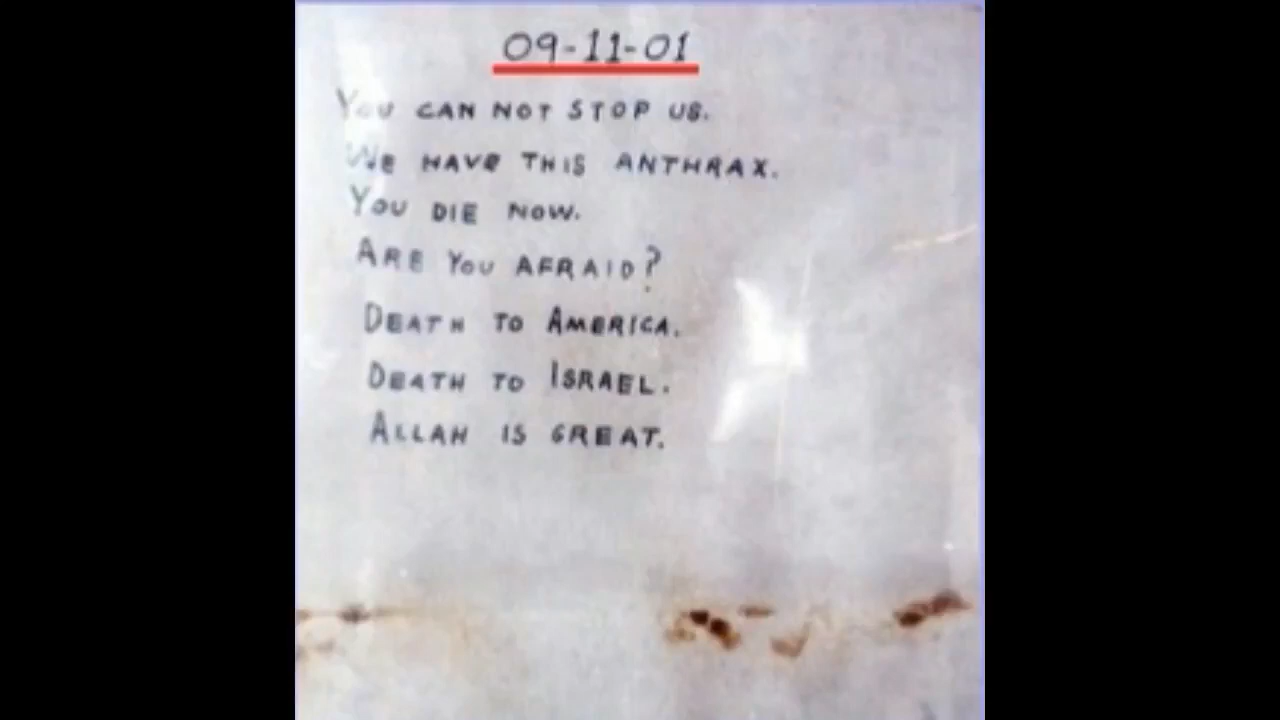 09-11-01
You CAN NOT STOP US.
WE HAVE THIS ANTHRAX.
You DIE NOW.
ARE You AFRAID?
DEATH TO AMERICA.
DEATH TO ISRAEL.
ALLAH IS GREAT.